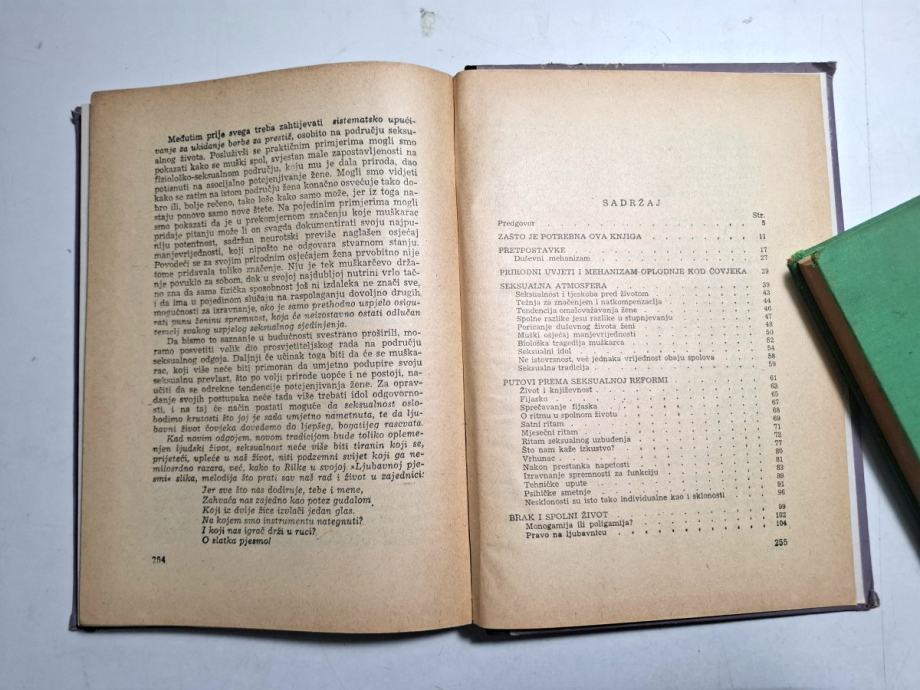 Međutim prije svega treba zahtijevati sistematsko upući-
vanje za ukidanje borbe za prestiž, osobito na području seksu-
alnog života. Posluživši se praktičnim primjerima mogli smo
pokazati kako se muški spol, svjestan male zapostavljenosti na
fiziološko-seksualnom području, koju mu je dala priroda, dao
potisnuti na asocijalno potcjenjivanje žene. Mogli smo vidjeti
kako se zatim na istom području žena konačno osvećuje tako do-
bro ili, bolje rečeno, tako loše kako samo može, jer iz toga na-
staju ponovo samo nove štete. Na pojedinim primjerima mogli
smo pokazati da je u prekomjernom značenju koje muškarac
pridaje pitanju može li on svagda dokumentirati svoju najpu-
niju potentnost, sadržan neurotski previše naglašen osjećaj
manjevrijednosti, koji nipošto ne odgovara stvarnom stanju.
Povodeći se za svojim prirodnim osjećajem žena prvobitno nije
tome pridavala toliko značenje. Nju je tek muškarčevo drža-
nje povuklo za sobom, dok u svojoj najdubljoj nutrini vrlo tač-
no zna da sama fizička sposobnost još ni izdaleka ne znači sve,
i da ima u pojedinom slučaju na raspolaganju dovoljno drugih
mogućnosti za izravnanje, ako je samo prethodno uspjelo osigu-
rati punu ženinu spremnost, koja će neizostavno ostati odlučan
temelj svakog uspjelog seksualnog sjedinjenja.
Da bismo to saznanje u budućnosti svestrano proširili, mo-
ramo posvetiti velik dio prosvjetiteljskog rada na području
seksualnog odgoja. Daljnji će učinak toga biti da će se muška-
rac, koji više neće biti primoran da umjetno podupire svoju
seksualnu prevlast, što po volji prirode uopće i ne postoji, na-
učiti da se odrekne tendencije potcjenjivanja žene. Za opravda-
nje svojih postupaka neće tada više trebati idol odgovorno-
sti, i na taj će način postati moguće da seksualnost oslo-
bodimo krutosti što joj je sada umjetno nametnuta, te da lju-
bavni život čovjeka dovedemo do ljepšeg, bogatijeg rascvata.
Kad novim odgojem, novom tradicijom bude toliko opleme-
njen ljudski život, seksualnost neće više biti tiranin koji se,
prijeteći, upleće u naš život, niti podzemni svijet koji ga ne-
milosrdno razara, već, kako to Rilke u svojoj »Ljubavnoj pje-
smi« slika, melodija što prati sav naš rad i život u zajednici:
Jer sve što nas dodiruje, tebe i mene,
Zahvaća nas zajedno kao potez gudalom
Koji iz dvije žice izvlači jedan glas.
Na kojem smo instrumentu nategnuti?
I koji nas igrač drži u ruci?
O slatka pjesmo!
254
SADRŽAJ
Str.
Predgovor 5
ZAŠTO JE POTREBNA OVA KNJIGA 11
PRETPOSTAVKE 17
Duševni mehanizam 27
PRIRODNI UVJETI I MEHANIZAM OPLODNJE KOD ČOVJEKA 29
SEKSUALNA ATMOSFERA 39
Seksualnost i tjeskoba pred životom 43
Težnja za značenjem i natkompenzacija 44
Tendencija omalovažavanja žene 46
Spolne razlike jesu razlike u stupnjevanju 47
Poricanje duševnog života ženi 48
Muški osjećaj manjevrijednosti 50
Biološka tragedija muškarca 52
Seksualni idol 54
Ne istovrsnost, već jednaka vrijednost obaju spolova 58
Seksualna tradicija 59
PUTOVI PREMA SEKSUALNOJ REFORMI 61
Život i književnost 63
Fijasko 65
Sprečavanje fijaska 67
O ritmu u spolnom životu 68
Satni ritam 69
Mjesečni ritam 71
Ritam seksualnog uzbuđenja 72
Što nam kaže izkustvo? 77
Vrhunac 80
Nakon prestanka napetosti 81
Izravnanje spremnosti za funkciju 83
Tehničke upute 89
Psihičke smetnje 91
Nesklonosti su isto tako individualne kao i sklonosti 96
BRAK I SPOLNI ŽIVOT 99
Monogamija ili poligamija? 102
Pravo na ljubavnicu 104
255